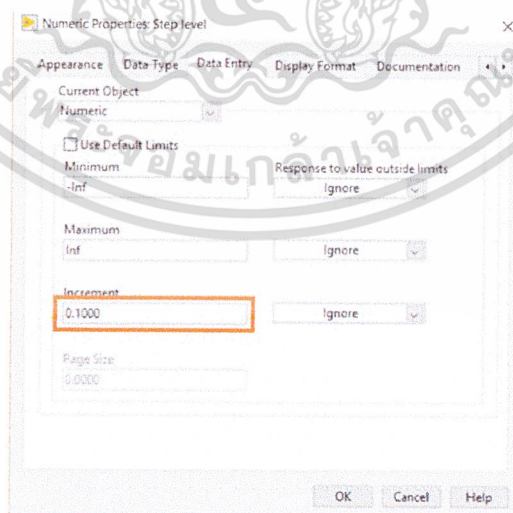 Numeric Properties: Step level
Appearance Data Type Data Entry Display Format Documentation
Current Object
Numeric
Use Default Limits
Minimum Response to value outside limits
-Inf Ignore
Maximum
Inf Ignore
Increment
0.1000 Ignore
Page Size
0.0000
OK Cancel Help